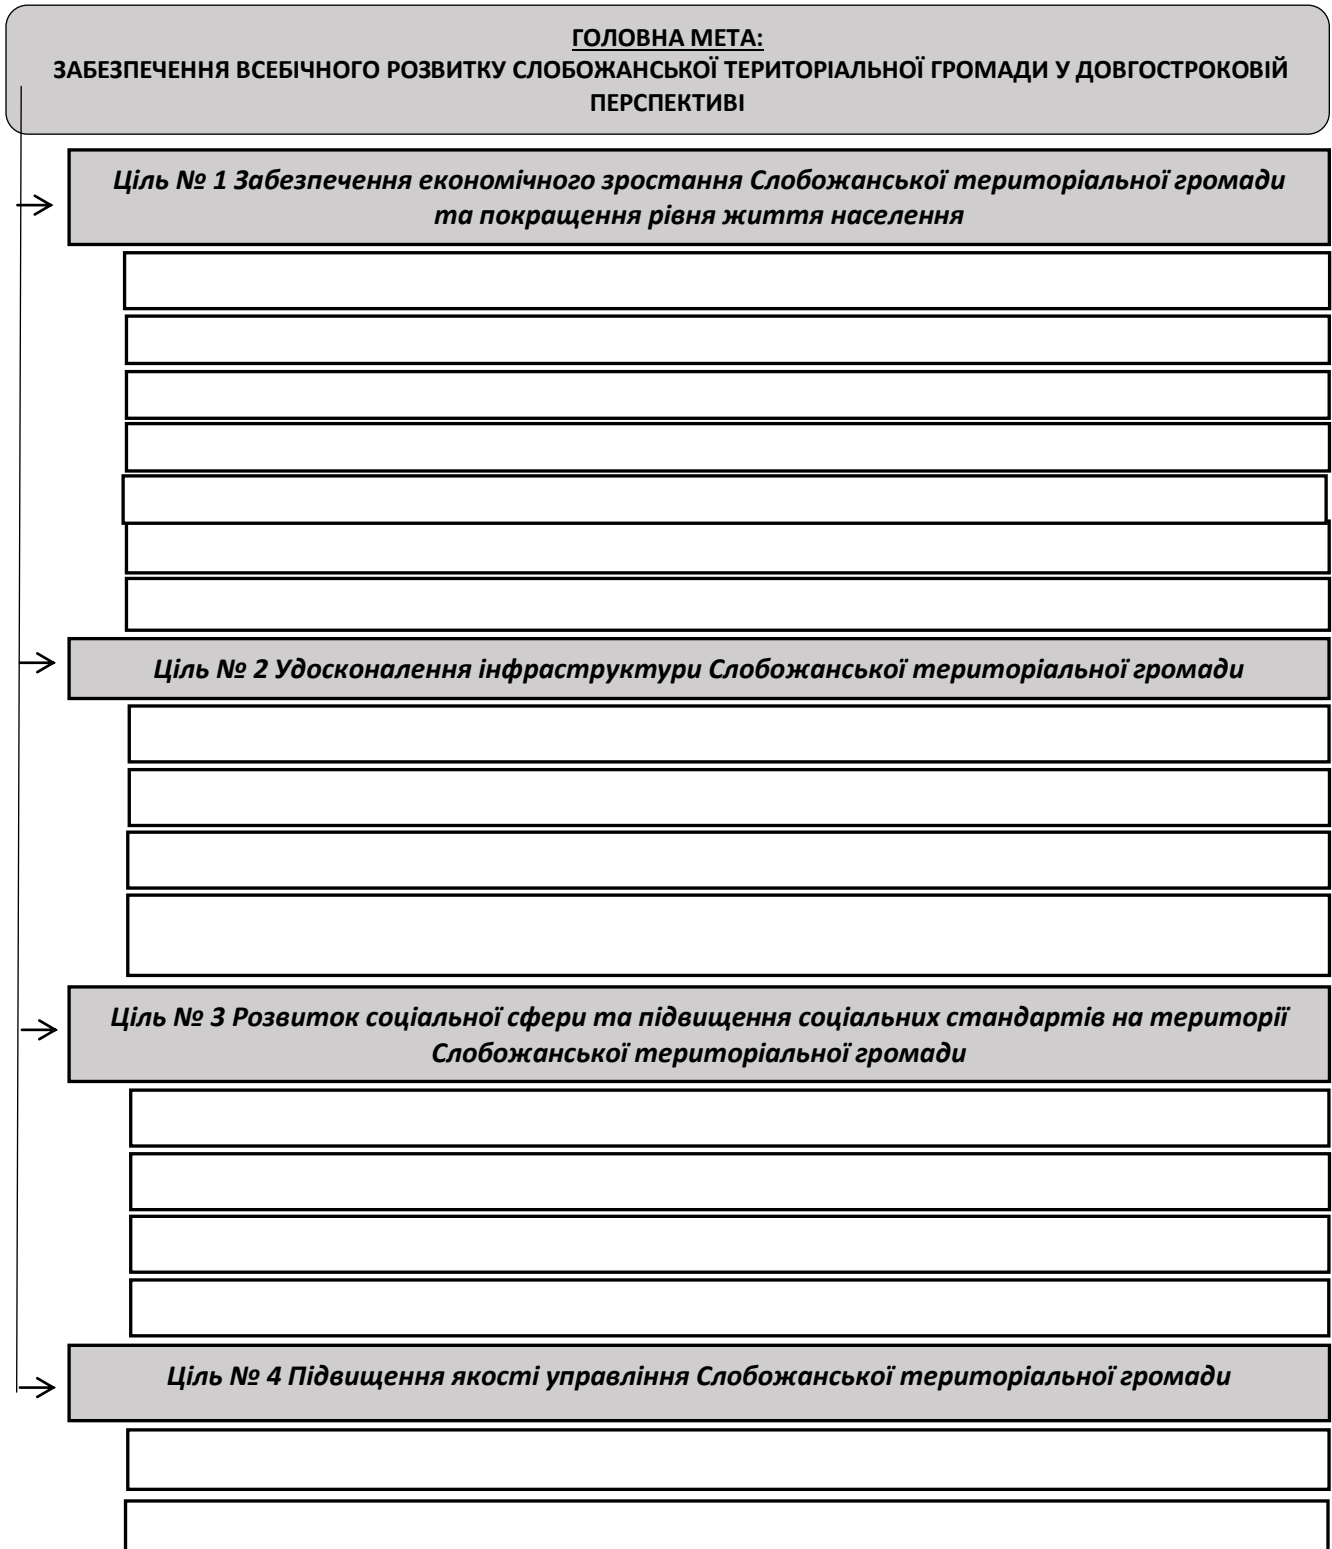 ГОЛОВНА МЕТА:
ЗАБЕЗПЕЧЕННЯ ВСЕБІЧНОГО РОЗВИТКУ СЛОБОЖАНСЬКОЇ ТЕРИТОРІАЛЬНОЇ ГРОМАДИ У ДОВГОСТРОКОВІЙ
ПЕРСПЕКТИВІ
Ціль № 1 Забезпечення економічного зростання Слобожанської територіальної громади
та покращення рівня життя населення
Ціль № 2 Удосконалення інфраструктури Слобожанської територіальної громади
Ціль № 3 Розвиток соціальної сфери та підвищення соціальних стандартів на території
Слобожанської територіальної громади
Ціль № 4 Підвищення якості управління Слобожанської територіальної громади